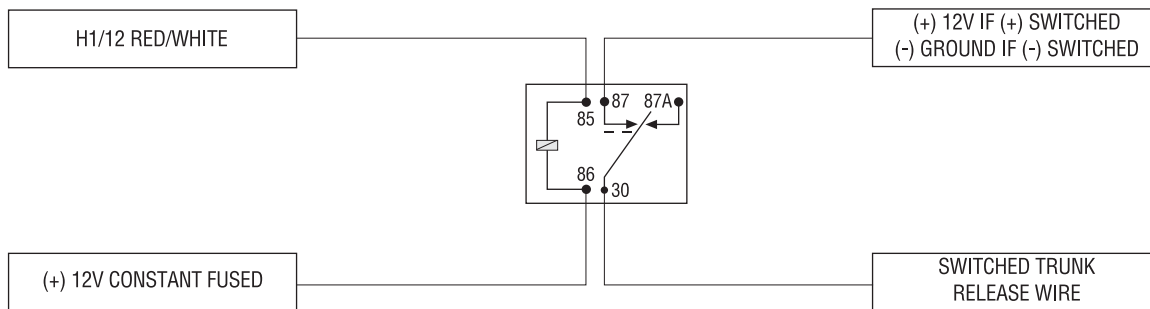 H1/12 RED/WHITE
(+) 12V IF (+) SWITCHED
(-) GROUND IF (-) SWITCHED
87
87A
85
86
30
(+) 12V CONSTANT FUSED
SWITCHED TRUNK
RELEASE WIRE